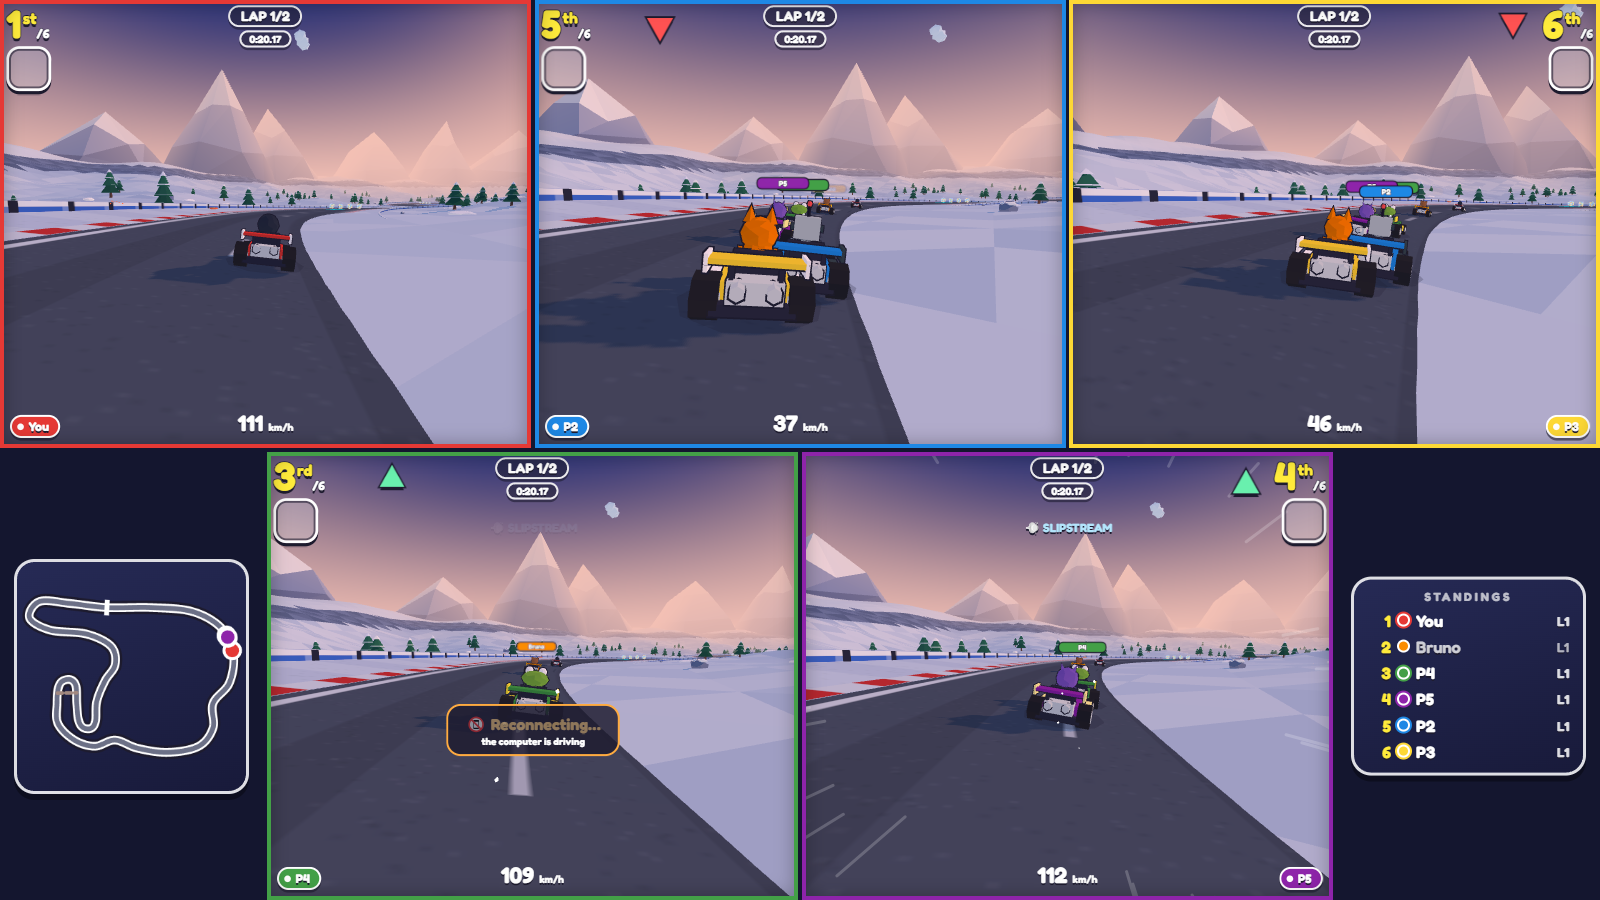 1st/6
LAP 1/2
0:20.17
You
111 km/h
5th/6
LAP 1/2
0:20.17
P5
P2
37 km/h
6th/6
LAP 1/2
0:20.17
P2
46 km/h
P3
3rd/6
LAP 1/2
0:20.17
SLIPSTREAM
Bruno
Reconnecting...
the computer is driving
P4
109 km/h
4th/6
LAP 1/2
0:20.17
SLIPSTREAM
P4
112 km/h
P5
STANDINGS
1 You L1
2 Bruno L1
3 P4 L1
4 P5 L1
5 P2 L1
6 P3 L1